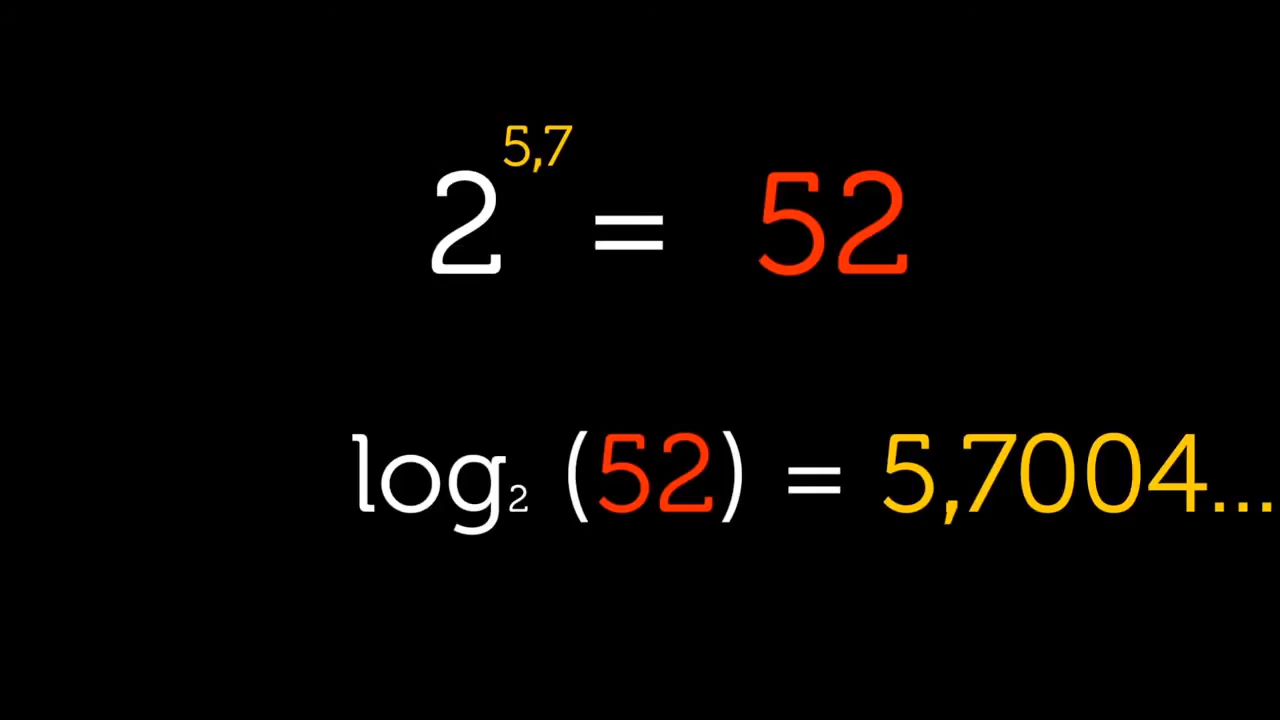 2^5,7 = 52
log₂ (52) = 5,7004...